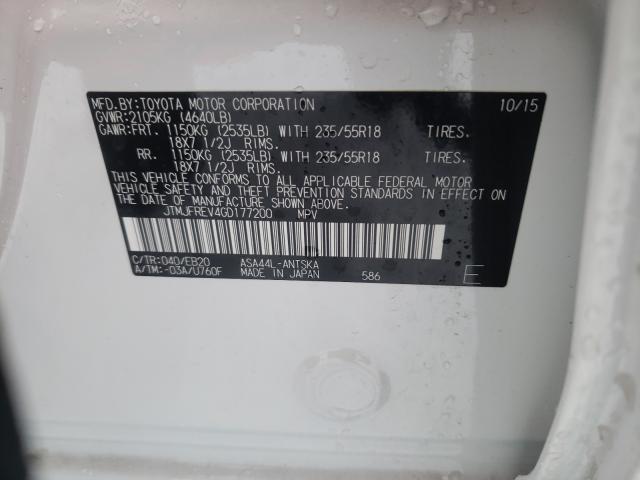 MFD.BY:TOYOTA MOTOR CORPORATION 10/15
GVWR:2105KG (4640LB)
GAWR:FRT. 1150KG (2535LB) WITH 235/55R18 TIRES.
18X7 1/2J RIMS.
RR. 1150KG (2535LB) WITH 235/55R18 TIRES.
18X7 1/2J RIMS.
THIS VEHICLE CONFORMS TO ALL APPLICABLE FEDERAL MOTOR
VEHICLE SAFETY AND THEFT PREVENTION STANDARDS IN EFFECT ON
THE DATE OF MANUFACTURE SHOWN ABOVE.
JTMJFREV4GD177200 MPV
C/TR:040/EB20 ASA44L-ANTSKA
A/TM:-03A/U760F MADE IN JAPAN 586 E